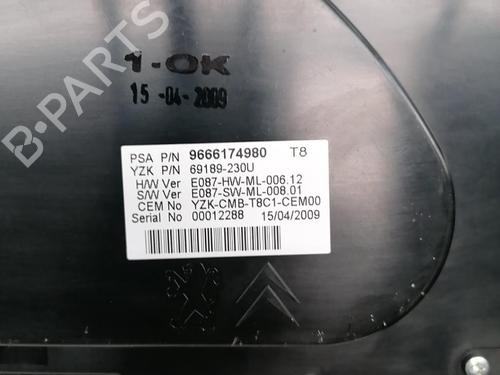 1-OK
15-04-2009
PSA P/N 9666174980 T8
YZK P/N 69189-230U
H/W Ver E087-HW-ML-006.12
S/W Ver E087-SW-ML-008.01
CEM No YZK-CMB-T8C1-CEM00
Serial No 00012288 15/04/2009
B-PARTS